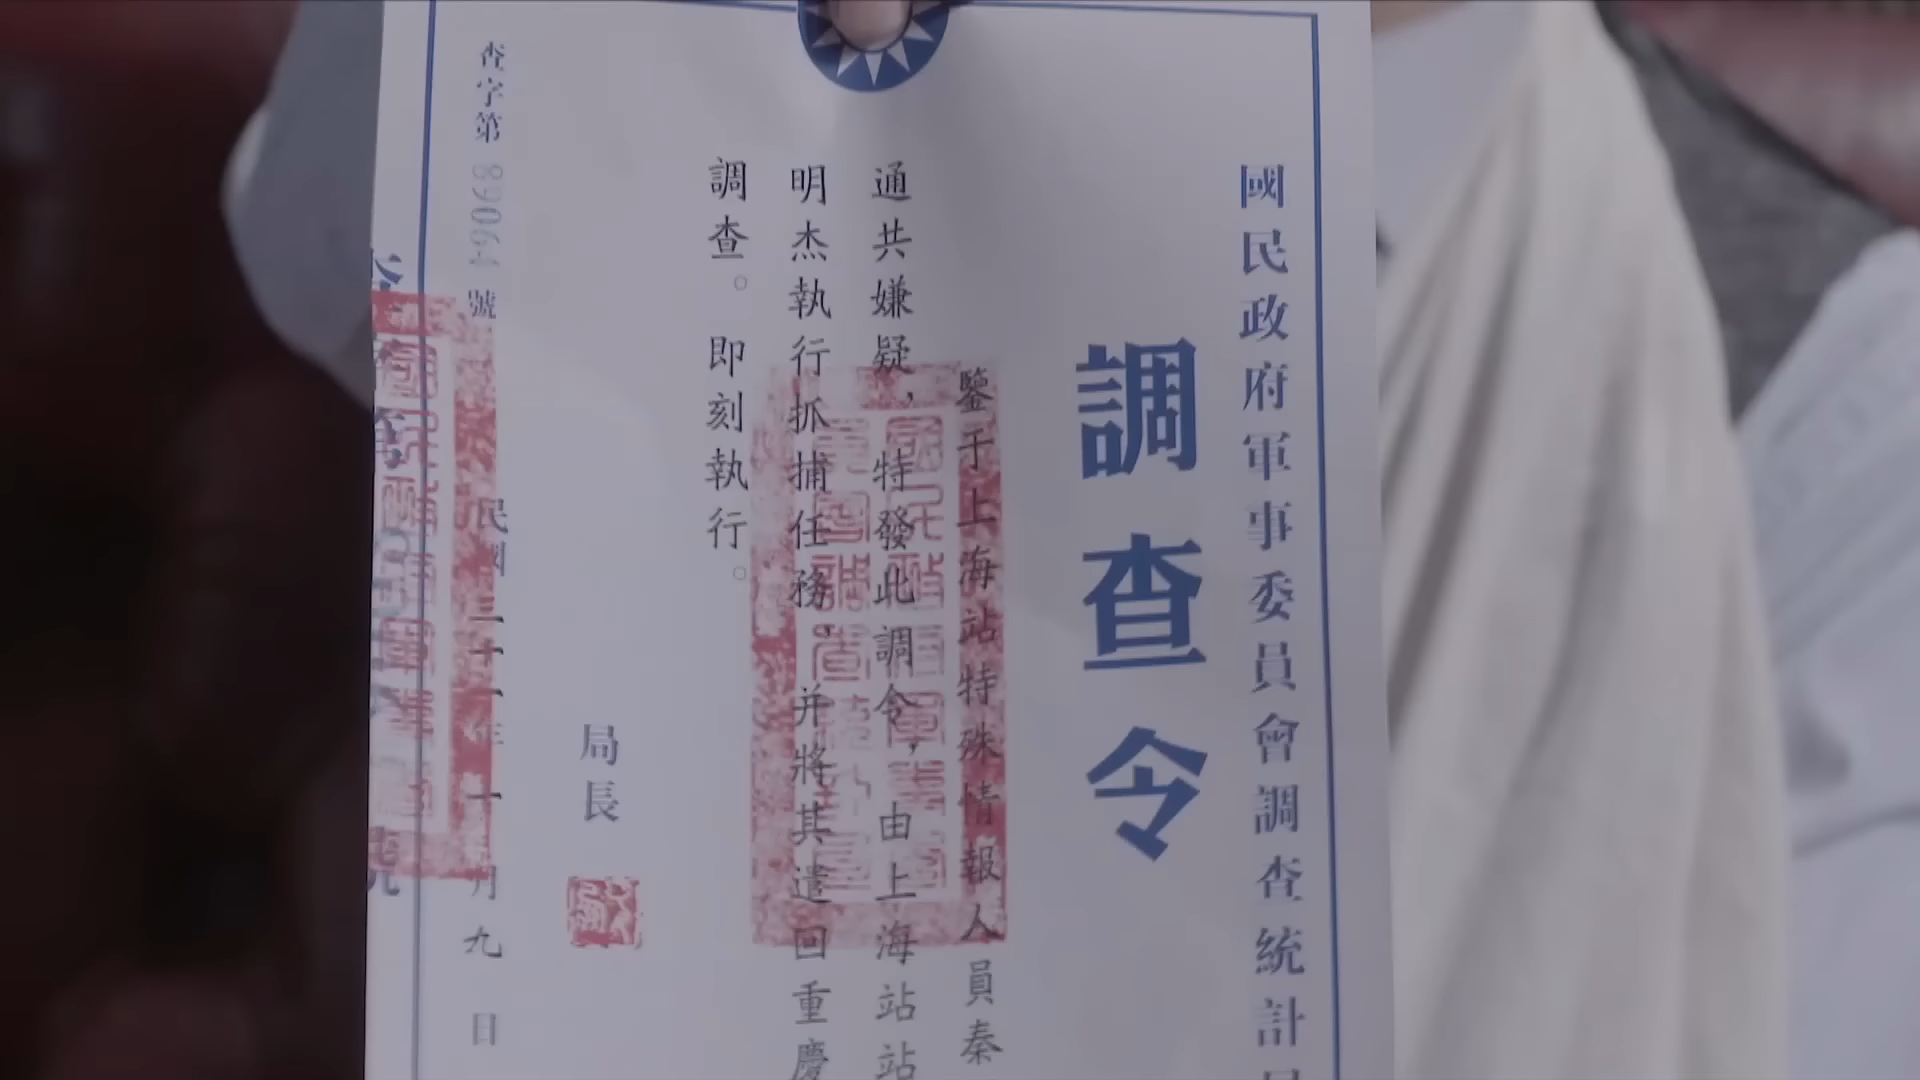 國民政府軍事委員會調查統計局
調查令
鑒于上海站特殊情報人員秦
通共嫌疑，特發此調令，由上海站站
明杰執行抓捕任務，并將其遣回重慶
調查。即刻執行。
局長
民國三十一年十月九日
查字第89064號